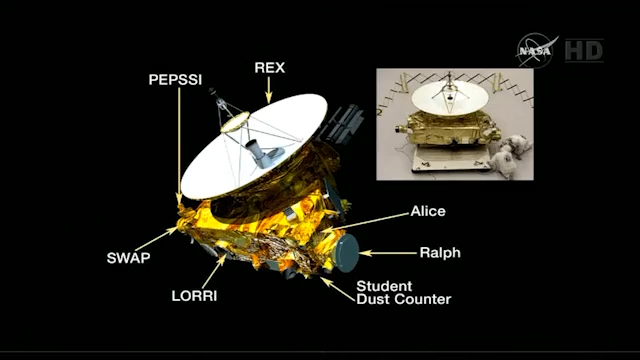 NASA HD
REX
PEPSSI
Alice
Ralph
SWAP
LORRI
Student
Dust Counter